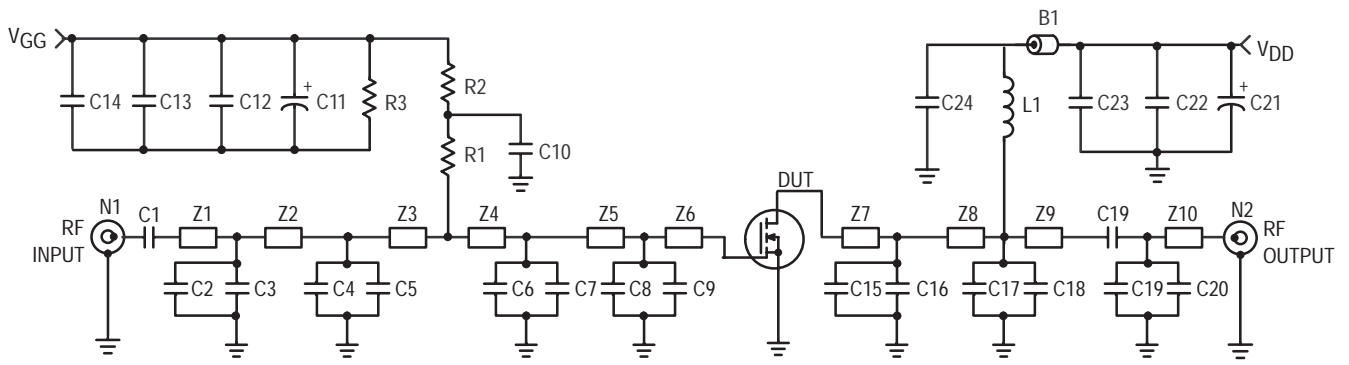 VGG
C14
C13
C12
+
C11
R3
R2
R1
C10
B1
VDD
C24
L1
C23
C22
+
C21
N1
RF
INPUT
C1
Z1
Z2
Z3
Z4
Z5
Z6
DUT
Z7
Z8
Z9
C19
Z10
N2
RF
OUTPUT
C2
C3
C4
C5
C6
C7
C8
C9
C15
C16
C17
C18
C19
C20